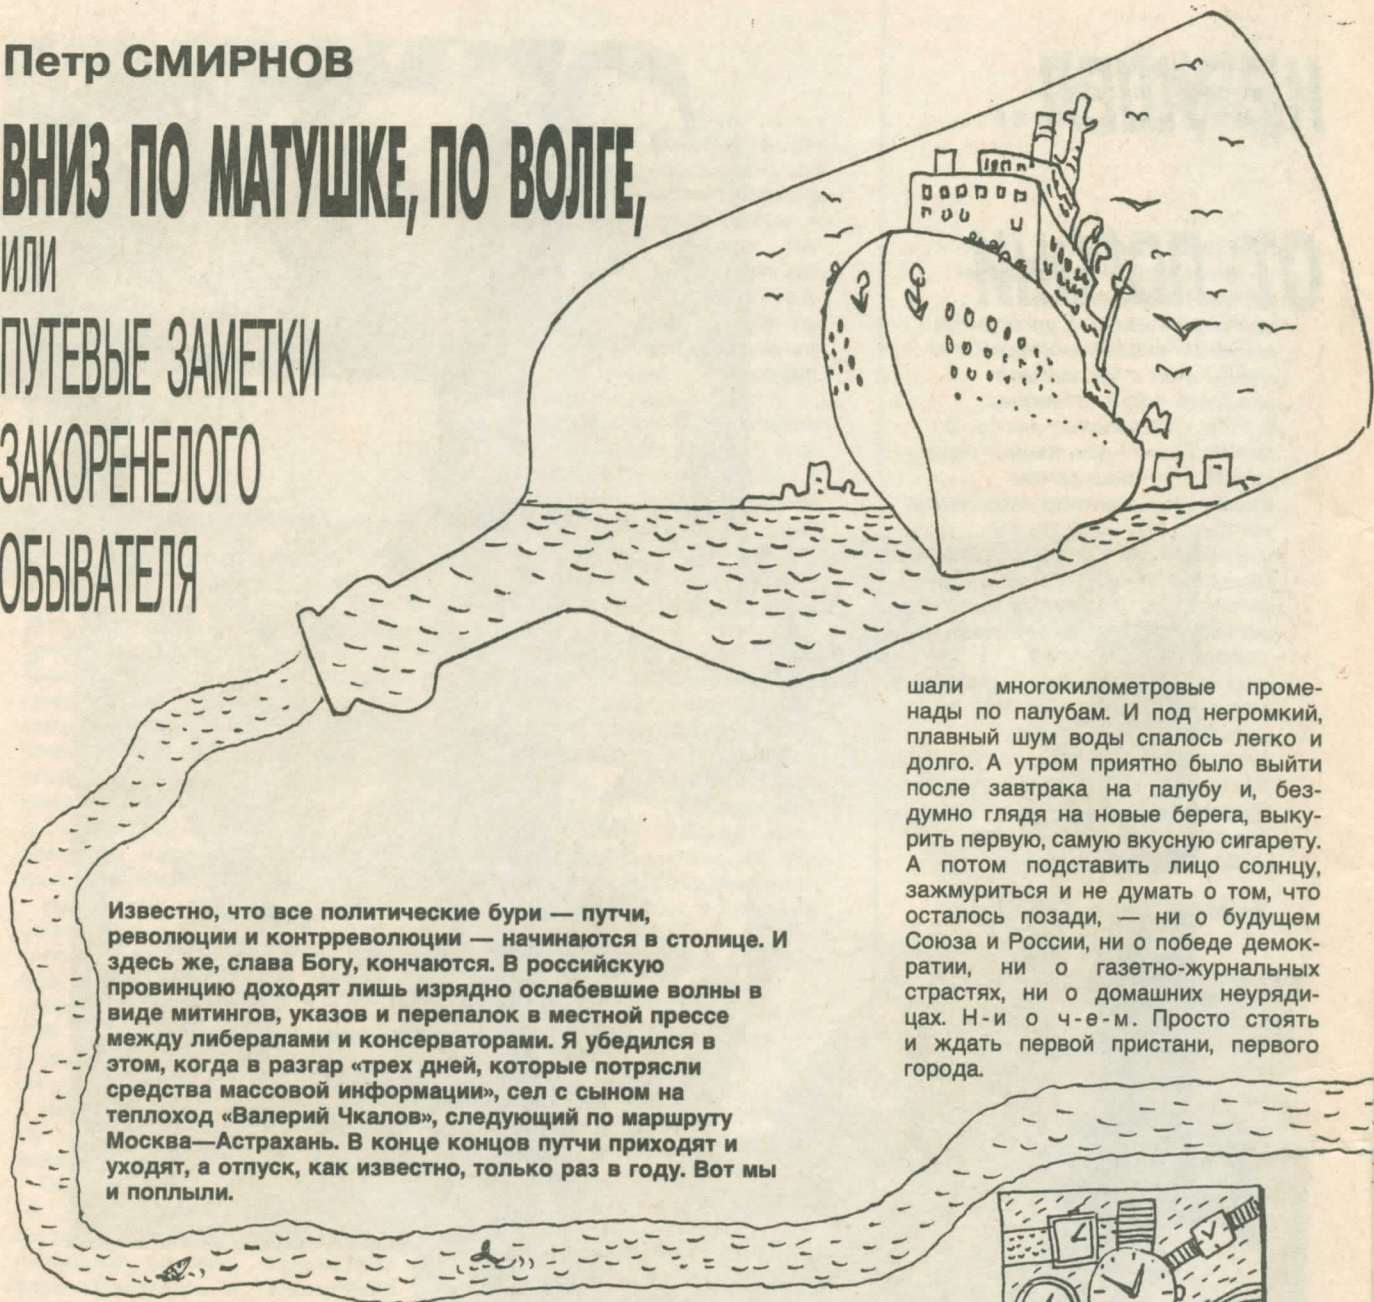 Петр СМИРНОВ
ВНИЗ ПО МАТУШКЕ, ПО ВОЛГЕ,
ИЛИ
ПУТЕВЫЕ ЗАМЕТКИ
ЗАКОРЕНЕЛОГО
ОБЫВАТЕЛЯ
Известно, что все политические бури — путчи,
революции и контрреволюции — начинаются в столице. И
здесь же, слава Богу, кончаются. В российскую
провинцию доходят лишь изрядно ослабевшие волны в
виде митингов, указов и перепалок в местной прессе
между либералами и консерваторами. Я убедился в
этом, когда в разгар «трех дней, которые потрясли
средства массовой информации», сел с сыном на
теплоход «Валерий Чкалов», следующий по маршруту
Москва—Астрахань. В конце концов путчи приходят и
уходят, а отпуск, как известно, только раз в году. Вот мы
и поплыли.
шали многокилометровые проме-
нады по палубам. И под негромкий,
плавный шум воды спалось легко и
долго. А утром приятно было выйти
после завтрака на палубу и, без-
думно глядя на новые берега, выку-
рить первую, самую вкусную сигарету.
А потом подставить лицо солнцу,
зажмуриться и не думать о том, что
осталось позади, — ни о будущем
Союза и России, ни о победе демок-
ратии, ни о газетно-журнальных
страстях, ни о домашних неуряди-
цах. Н-и о ч-е-м. Просто стоять
и ждать первой пристани, первого
города.